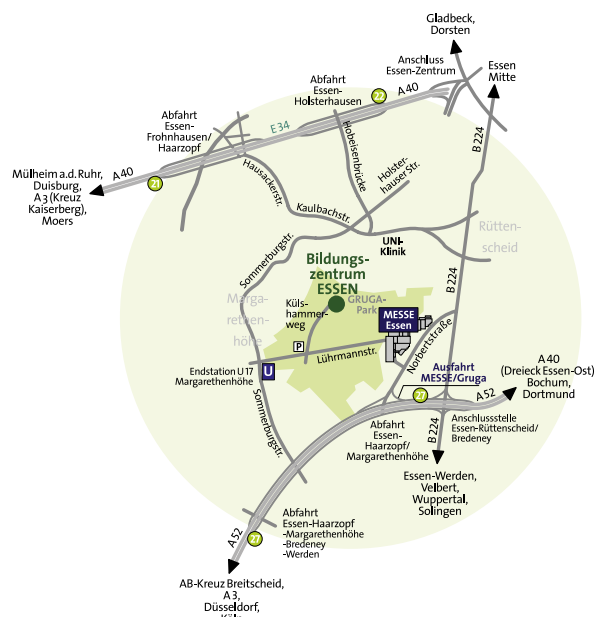 Gladbeck,
Dorsten
Anschluss
Essen-Zentrum
Essen
Mitte
Abfahrt
Essen-
Holsterhausen
22
A 40
E 34
Abfahrt
Essen-
Frohnhausen/
Haarzopf
Hobeisenbrücke
B 224
Mülheim a.d. Ruhr,
Duisburg,
A 3 (Kreuz
Kaiserberg),
Moers
A 40
21
Hausackerstr.
Holster-
hauser Str.
Kaulbachstr.
Sommerburgstr.
UNI-
Klinik
Rütten-
scheid
Bildungs-
zentrum
ESSEN
B 224
Marga-
rethen-
höhe
GRUGA-
Park
Küls-
hammer-
weg
MESSE
Essen
P
Norbertstraße
Lührmannstr.
Endstation U17
Margarethenhöhe
U
Ausfahrt
MESSE/Gruga
A 40
(Dreieck Essen-Ost)
Bochum,
Dortmund
27
A 52
Sommerburgstr.
Abfahrt
Essen-
Haarzopf/
Margarethenhöhe
B 224
Anschlussstelle
Essen-Rüttenscheid/
Bredeney
Essen-Werden,
Velbert,
Wuppertal,
Solingen
Abfahrt
Essen-Haarzopf
-Margarethenhöhe
-Bredeney
-Werden
27
A 52
AB-Kreuz Breitscheid,
A 3,
Düsseldorf,